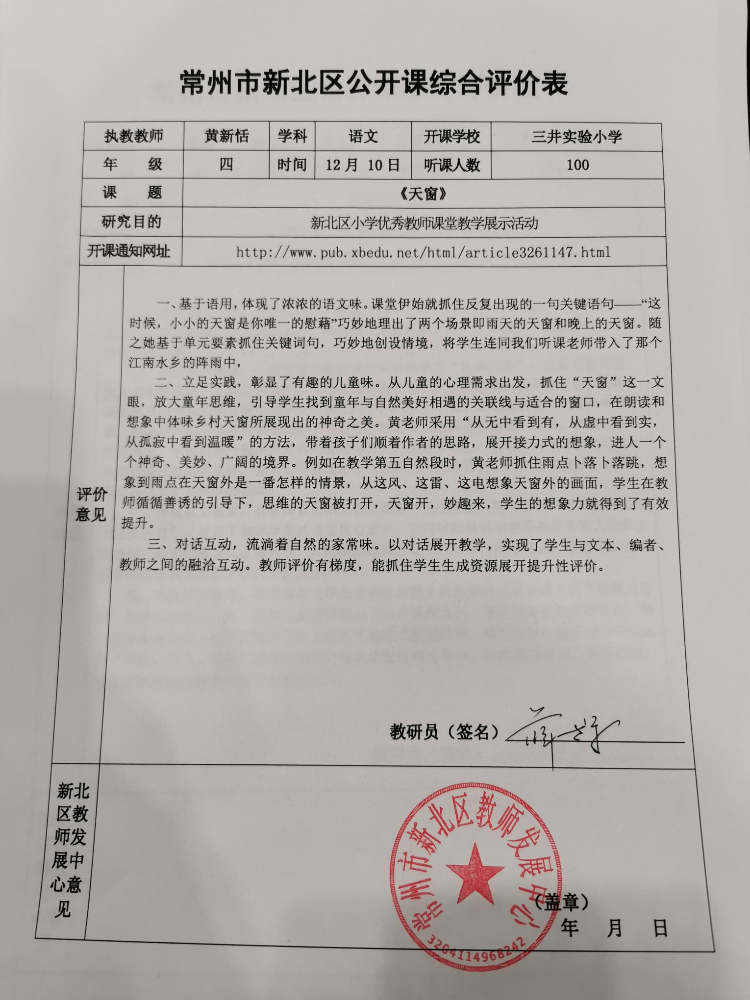 常州市新北区公开课综合评价表
执教教师 黄新恬 学科 语文 开课学校 三井实验小学
年 级 四 时间 12月 10日 听课人数 100
课 题 《天窗》
研究目的 新北区小学优秀教师课堂教学展示活动
开课通知网址 http://www.pub.xbedu.net/html/article3261147.html
评价
意见
一、基于语用，体现了浓浓的语文味。课堂伊始就抓住反复出现的一句关键语句——“这
时候，小小的天窗是你唯一的慰藉”巧妙地理出了两个场景即雨天的天窗和晚上的天窗。随
之她基于单元要素抓住关键词句，巧妙地创设情境，将学生连同我们听课老师带入了那个
江南水乡的阵雨中，
二、立足实践，彰显了有趣的儿童味。从儿童的心理需求出发，抓住“天窗”这一文
眼，放大童年思维，引导学生找到童年与自然美好相遇的关联线与适合的窗口，在朗读和
想象中体味乡村天窗所展现出的神奇之美。黄老师采用“从无中看到有，从虚中看到实，
从孤寂中看到温暖”的方法，带着孩子们顺着作者的思路，展开接力式的想象，进人一个
个神奇、美妙、广阔的境界。例如在教学第五自然段时，黄老师抓住雨点卜落卜落跳，想
象到雨点在天窗外是一番怎样的情景，从这风、这雷、这电想象天窗外的画面，学生在教
师循循善诱的引导下，思维的天窗被打开，天窗开，妙趣来，学生的想象力就得到了有效
提升。
三、对话互动，流淌着自然的家常味。以对话展开教学，实现了学生与文本、编者、
教师之间的融洽互动。教师评价有梯度，能抓住学生生成资源展开提升性评价。
教研员（签名）
新北
区教
师发
展中
心意
见
常州市新北区教师发展中心
3204114968242
（盖章）
年 月 日